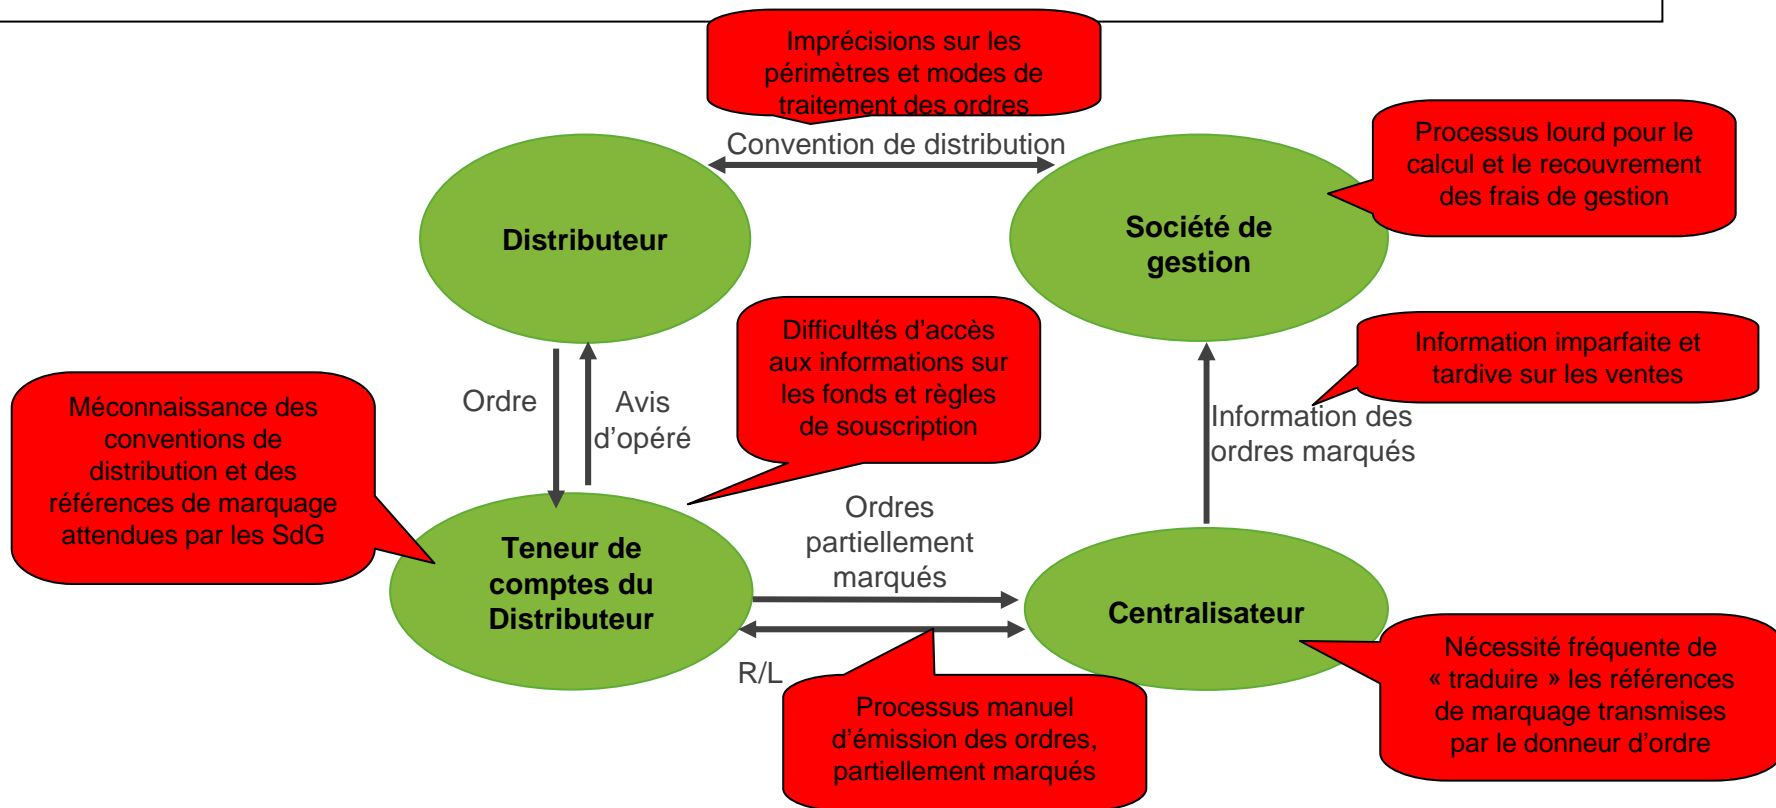 Imprécisions sur les
périmètres et modes de
traitement des ordres
Convention de distribution
Processus lourd pour le
calcul et le recouvrement
des frais de gestion
Distributeur
Société de
gestion
Difficultés d’accès
aux informations sur
les fonds et règles
de souscription
Information imparfaite et
tardive sur les ventes
Méconnaissance des
conventions de
distribution et des
références de marquage
attendues par les SdG
Ordre
Avis
d’opéré
Information des
ordres marqués
Ordres
partiellement
marqués
Teneur de
comptes du
Distributeur
Centralisateur
R/L
Processus manuel
d’émission des ordres,
partiellement marqués
Nécessité fréquente de
« traduire » les références
de marquage transmises
par le donneur d’ordre